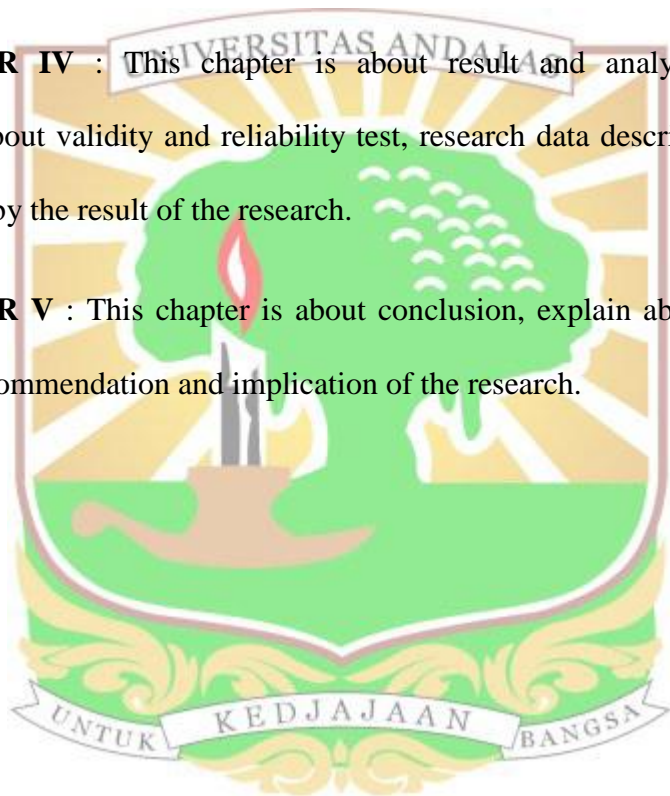 UNIVERSITAS ANDALAS
R IV : This chapter is about result and analy
bout validity and reliability test, research data descri
by the result of the research.
R V : This chapter is about conclusion, explain ab
ommendation and implication of the research.
UNTUK KEDJAJAAN BANGSA